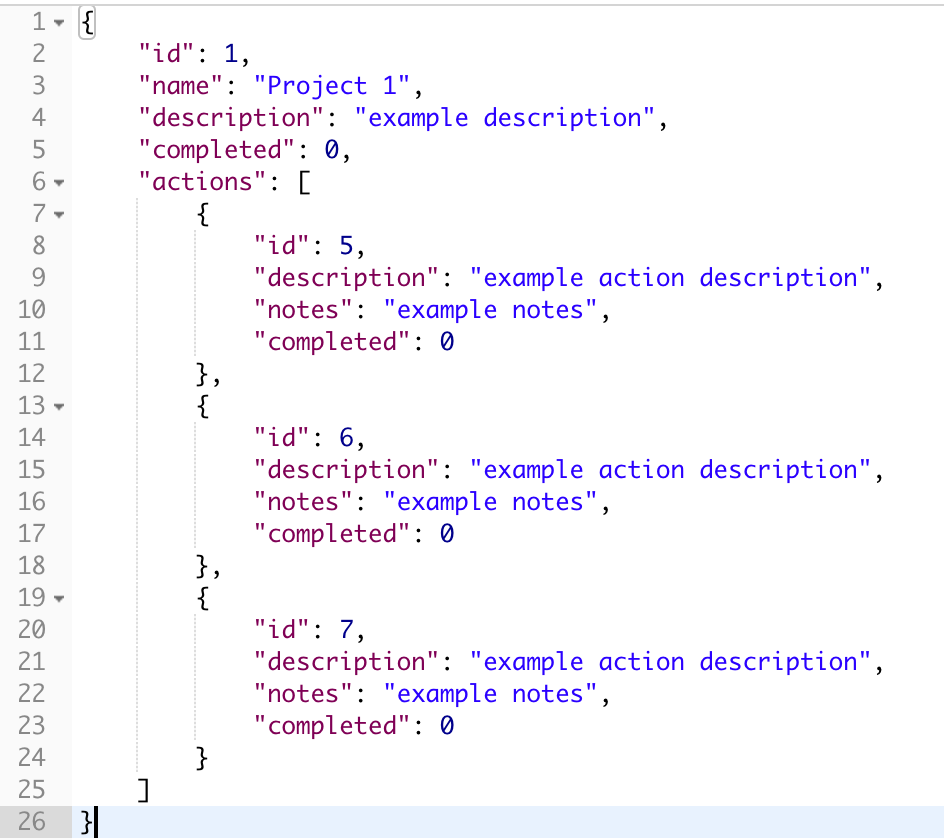 1 {
2     "id": 1,
3     "name": "Project 1",
4     "description": "example description",
5     "completed": 0,
6     "actions": [
7         {
8             "id": 5,
9             "description": "example action description",
10             "notes": "example notes",
11             "completed": 0
12         },
13         {
14             "id": 6,
15             "description": "example action description",
16             "notes": "example notes",
17             "completed": 0
18         },
19         {
20             "id": 7,
21             "description": "example action description",
22             "notes": "example notes",
23             "completed": 0
24         }
25     ]
26 }